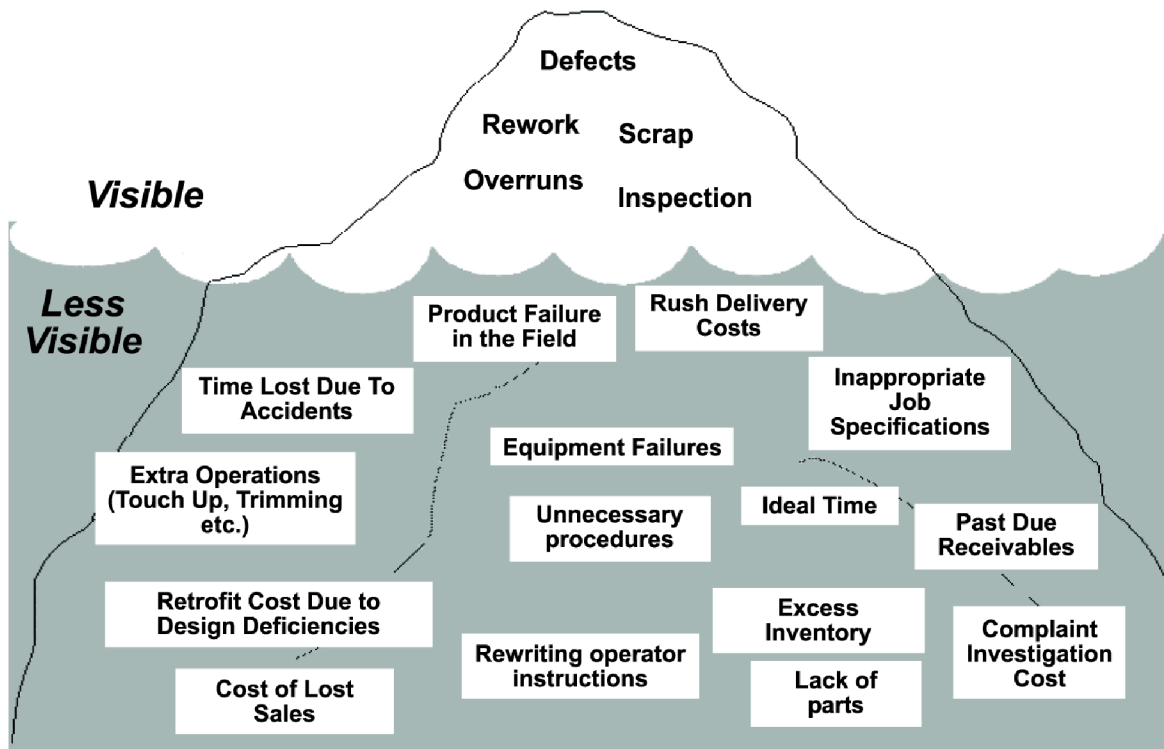 Defects
Rework
Scrap
Overruns
Inspection
Visible
Less
Visible
Product Failure
in the Field
Rush Delivery
Costs
Time Lost Due To
Accidents
Inappropriate
Job
Specifications
Equipment Failures
Extra Operations
(Touch Up, Trimming
etc.)
Ideal Time
Unnecessary
procedures
Past Due
Receivables
Retrofit Cost Due to
Design Deficiencies
Excess
Inventory
Complaint
Investigation
Cost
Rewriting operator
instructions
Cost of Lost
Sales
Lack of
parts